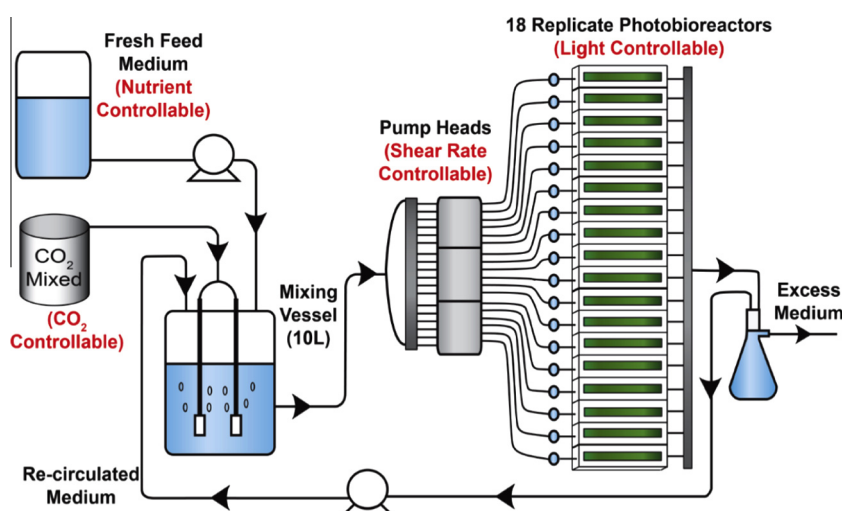 Fresh Feed
Medium
(Nutrient
Controllable)
18 Replicate Photobioreactors
(Light Controllable)
Pump Heads
(Shear Rate
Controllable)
CO2
Mixed
(CO2
Controllable)
Mixing
Vessel
(10L)
Excess
Medium
Re-circulated
Medium